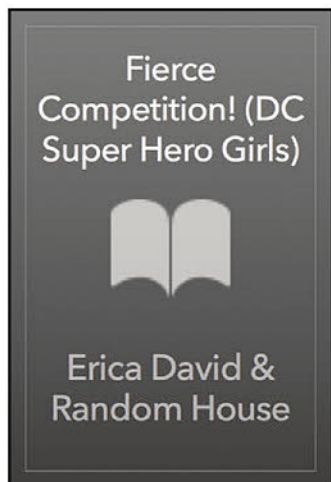 Fierce
Competition! (DC
Super Hero Girls)
Erica David &
Random House